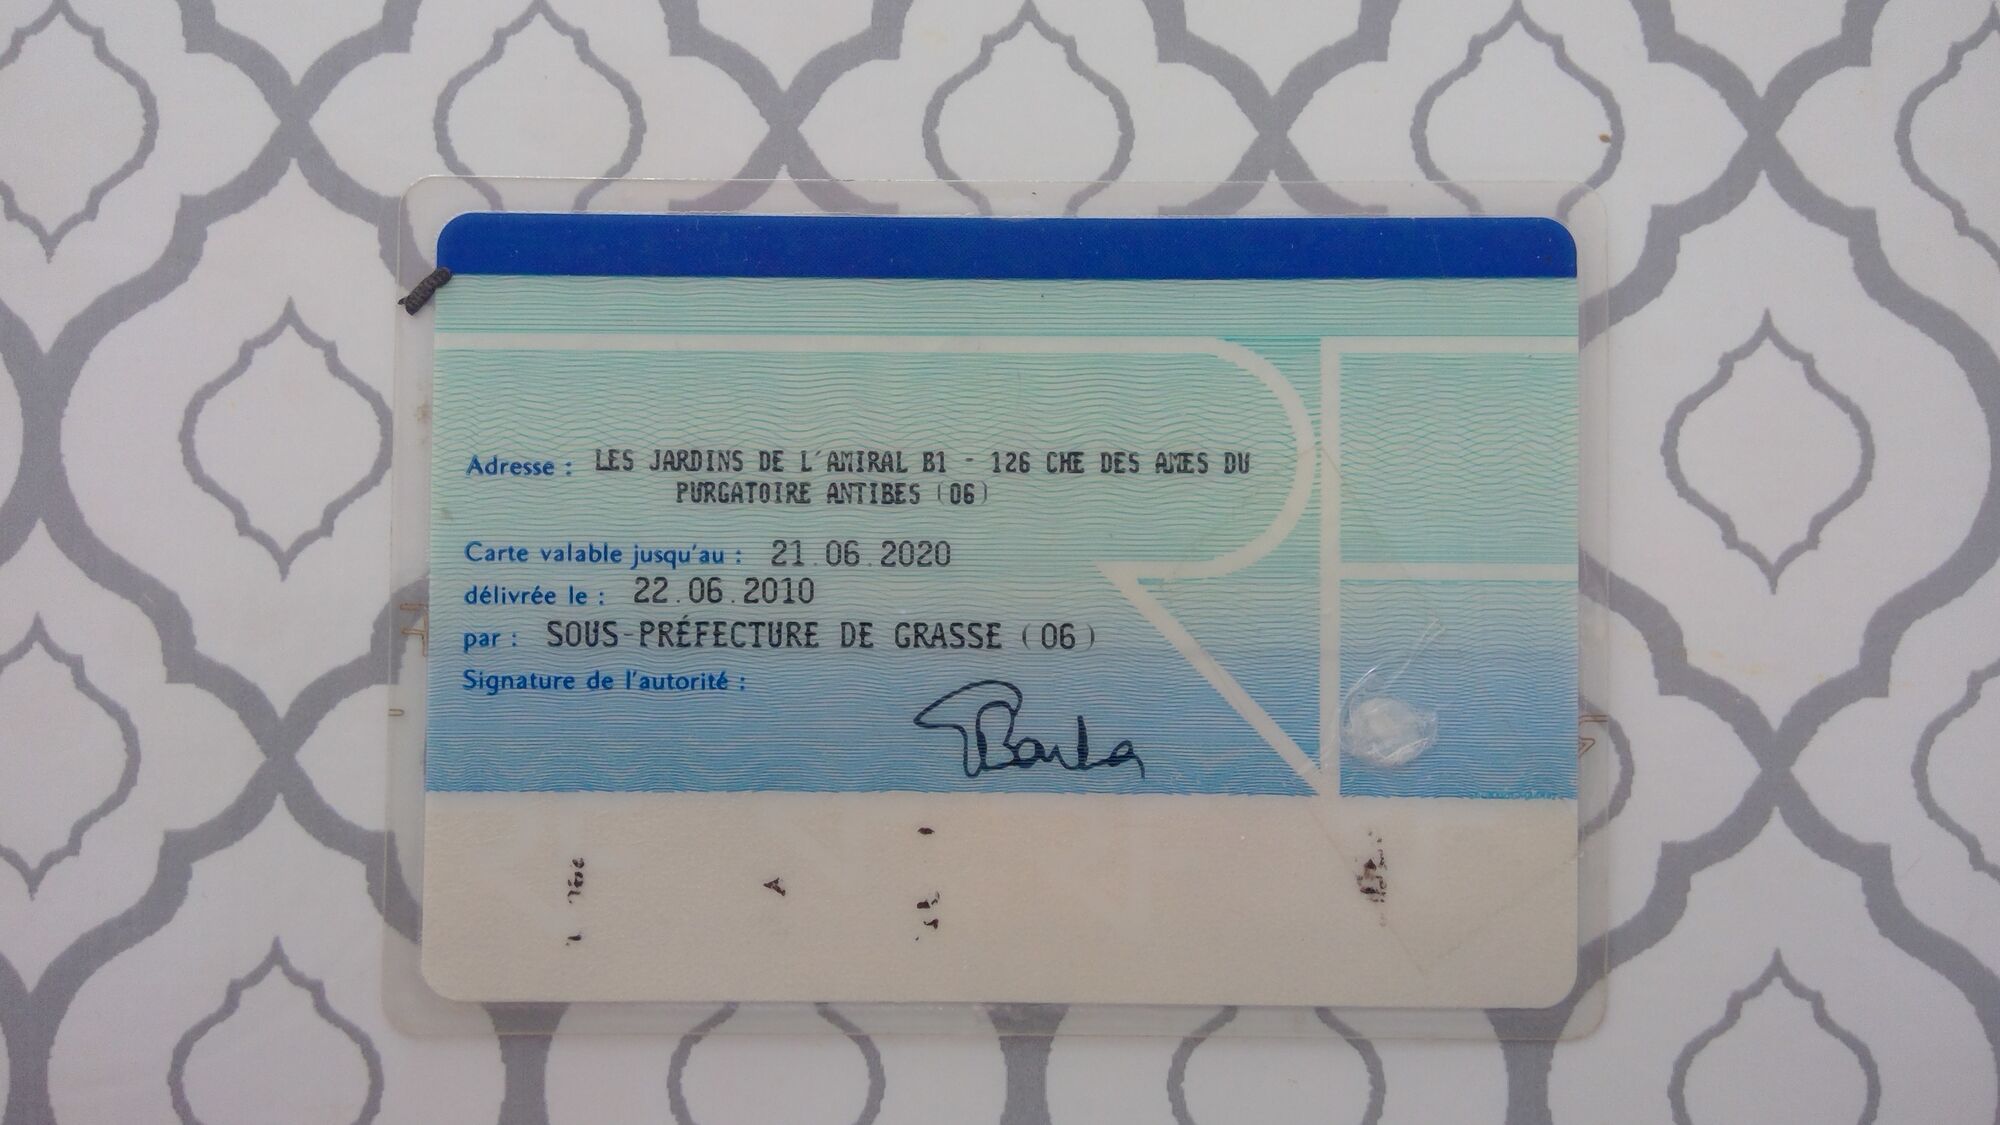 Adresse : LES JARDINS DE L'AMIRAL B1 - 126 CHE DES AMES DU
PURGATOIRE ANTIBES (06)
Carte valable jusqu'au : 21.06.2020
délivrée le : 22.06.2010
par : SOUS-PRÉFECTURE DE GRASSE (06)
Signature de l'autorité :
RF